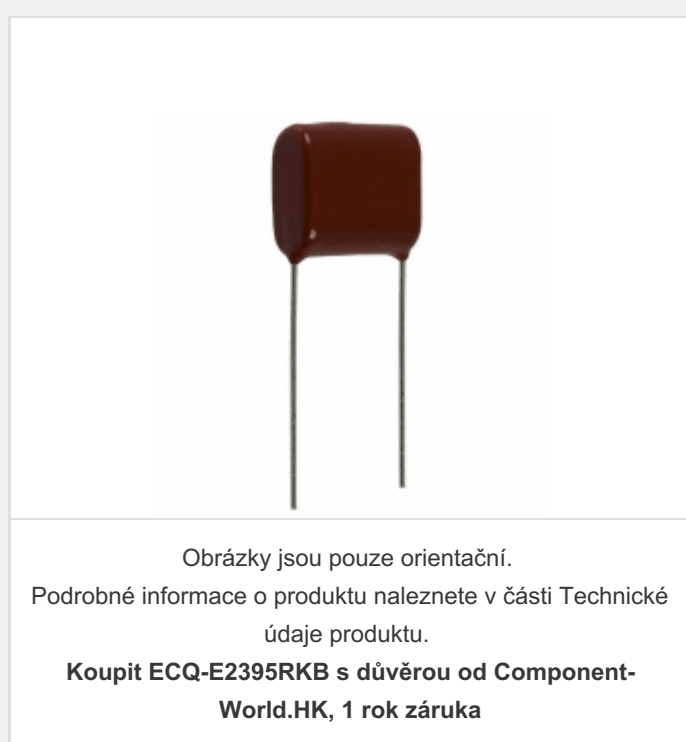 Obrázky jsou pouze orientační.
Podrobné informace o produktu naleznete v části Technické
údaje produktu.
Koupit ECQ-E2395RKB s důvěrou od Component-
World.HK, 1 rok záruka